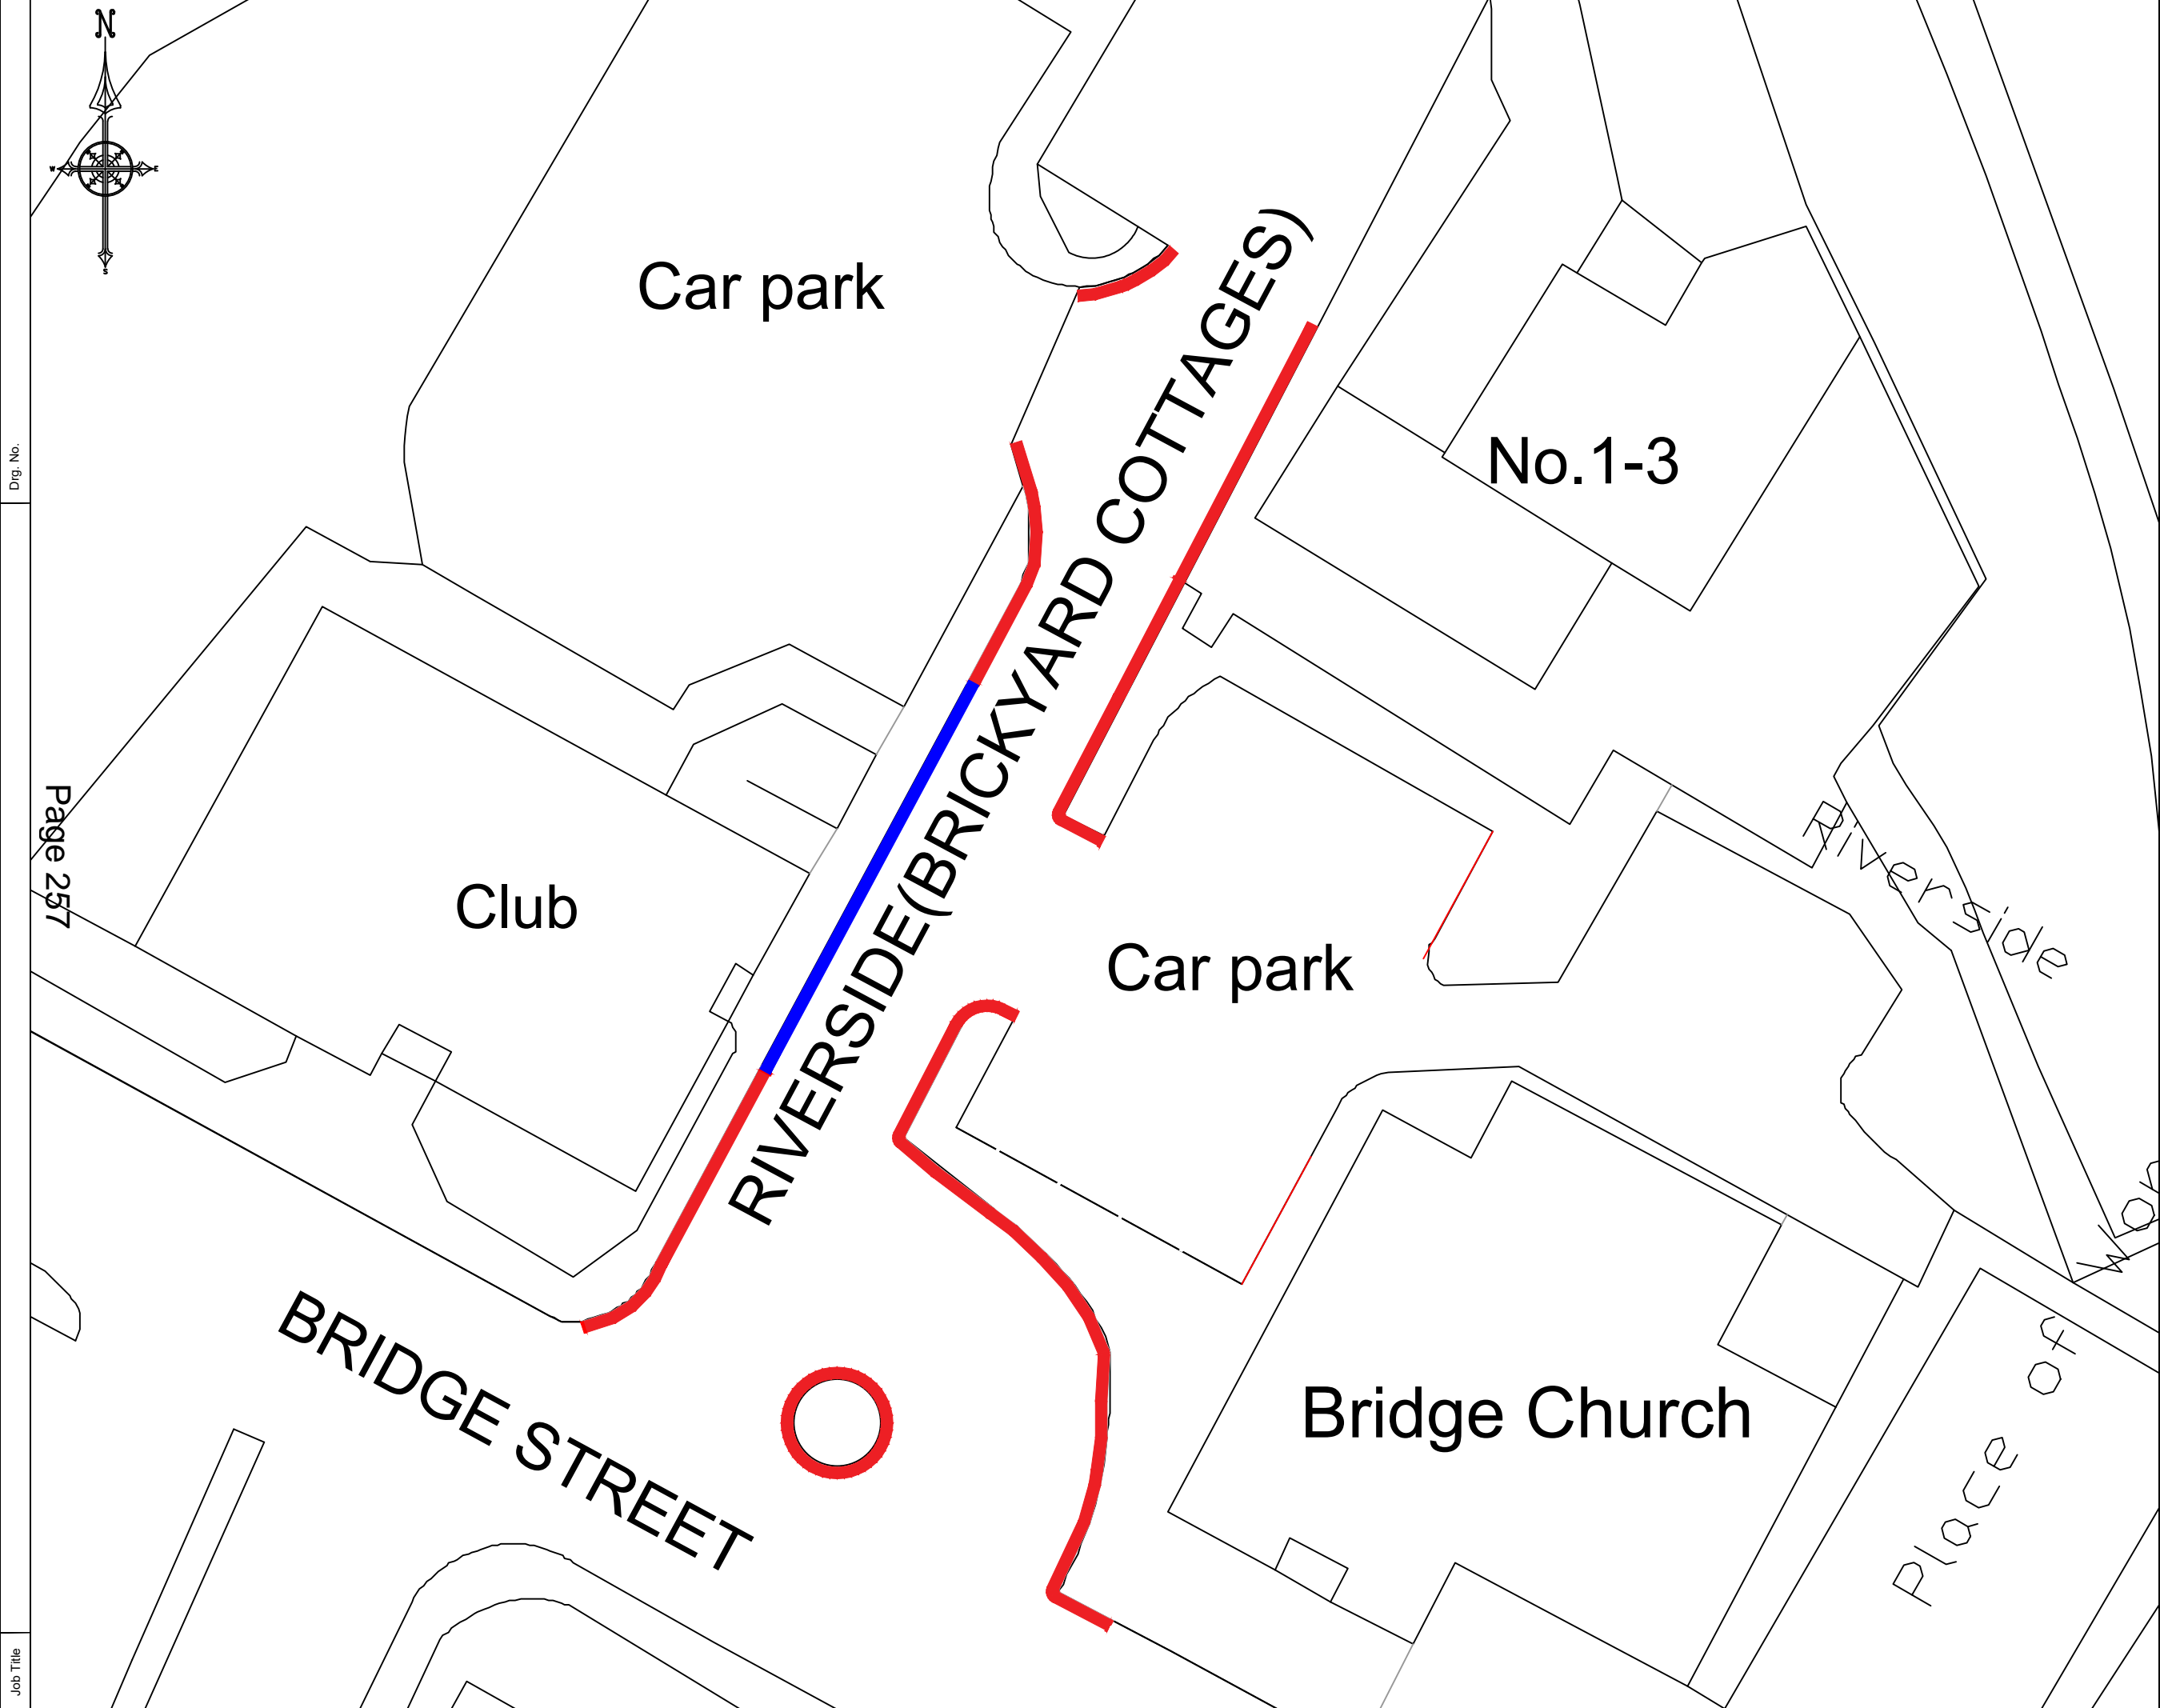 N
W
E
S
Car park
RIVERSIDE(BRICKYARD COTTAGES)
No.1-3
Drg. No.
Page 257
Club
Car park
Riverside
Walk
BRIDGE STREET
Bridge Church
Place of
Job Title